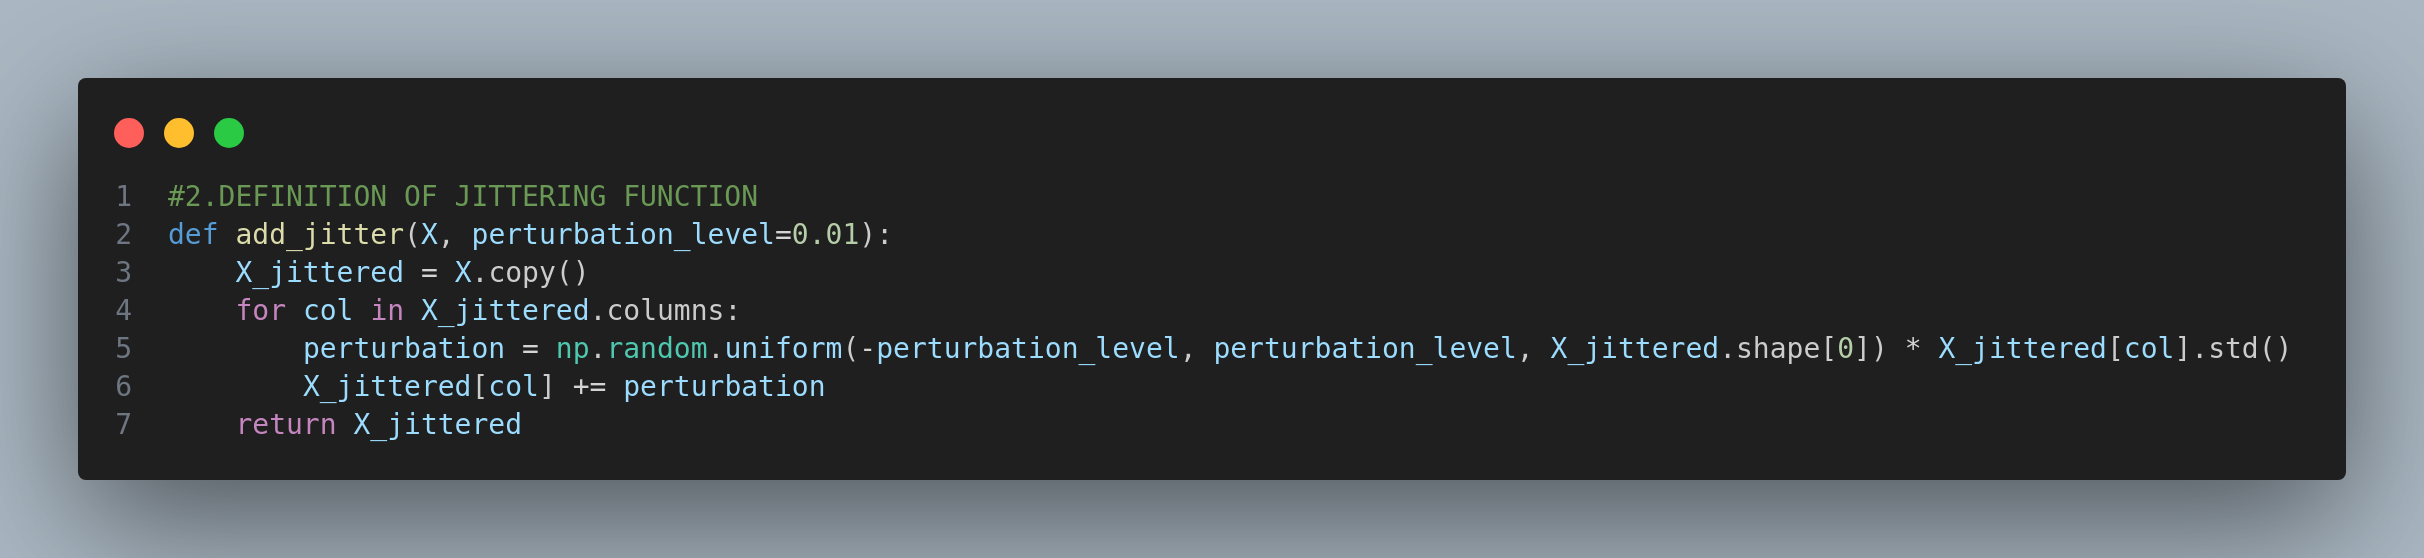 1 #2.DEFINITION OF JITTERING FUNCTION
2 def add_jitter(X, perturbation_level=0.01):
3     X_jittered = X.copy()
4     for col in X_jittered.columns:
5         perturbation = np.random.uniform(-perturbation_level, perturbation_level, X_jittered.shape[0]) * X_jittered[col].std()
6         X_jittered[col] += perturbation
7     return X_jittered